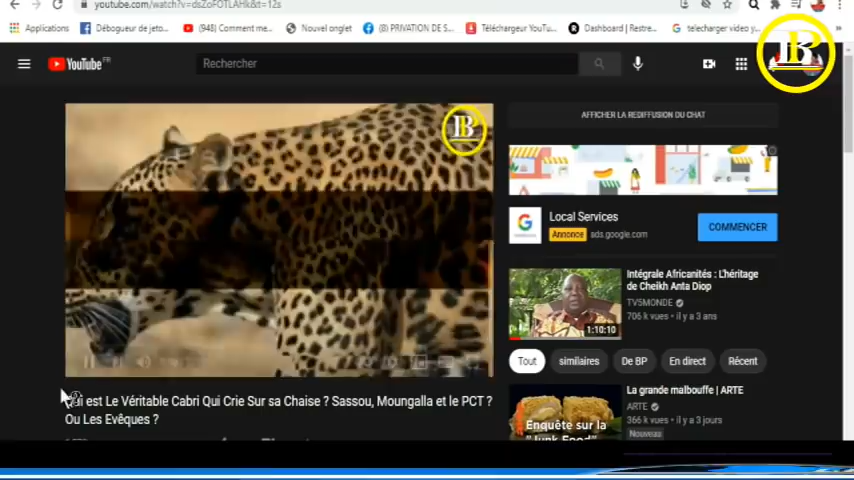 youtube.com/watch?v=dsZoFOTLAHk&t=12s
Applications
Débogueur de jeto...
(948) Comment me...
Nouvel onglet
(B) PRIVATION DE S...
Téléchargeur YouTu...
Dashboard | Restre...
telecharger video y...
BP
YouTube FR
Rechercher
BP
AFFICHER LA REDIFFUSION DU CHAT
Local Services
Annonce sds.google.com
COMMENCER
Intégrale Africanités : L'héritage
de Cheikh Anta Diop
TV5MONDE
706 k vues • il y a 3 ans
1:10:10
Tout
similaires
De BP
En direct
Récent
est Le Véritable Cabri Qui Crie Sur sa Chaise ? Sassou, Moungalla et le PCT ?
Ou Les Evêques ?
La grande malbouffe | ARTE
ARTE
366 k vues • il y a 3 jours
Nouveau
Enquête sur la
"Junk Food"